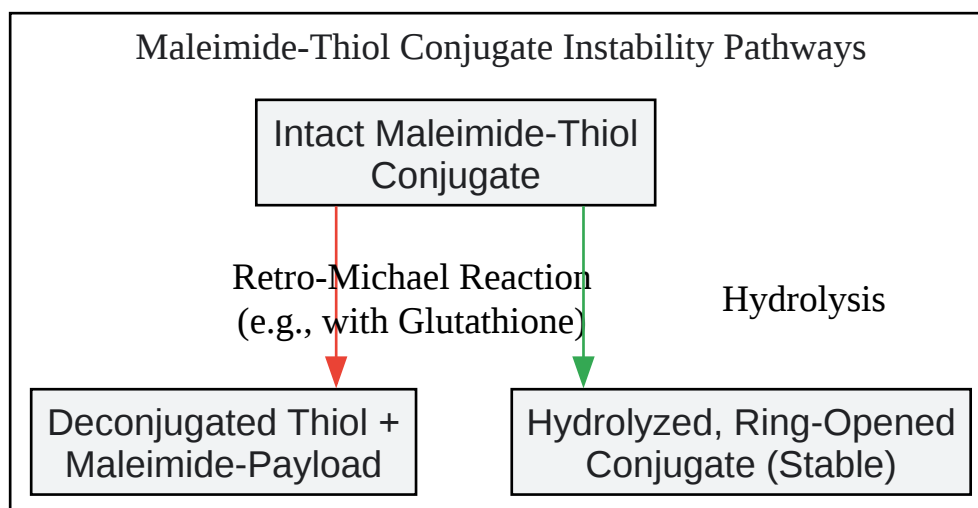 Maleimide-Thiol Conjugate Instability Pathways
Intact Maleimide-Thiol
Conjugate
Retro-Michael Reaction
(e.g., with Glutathione)
Hydrolysis
Deconjugated Thiol +
Maleimide-Payload
Hydrolyzed, Ring-Opened
Conjugate (Stable)